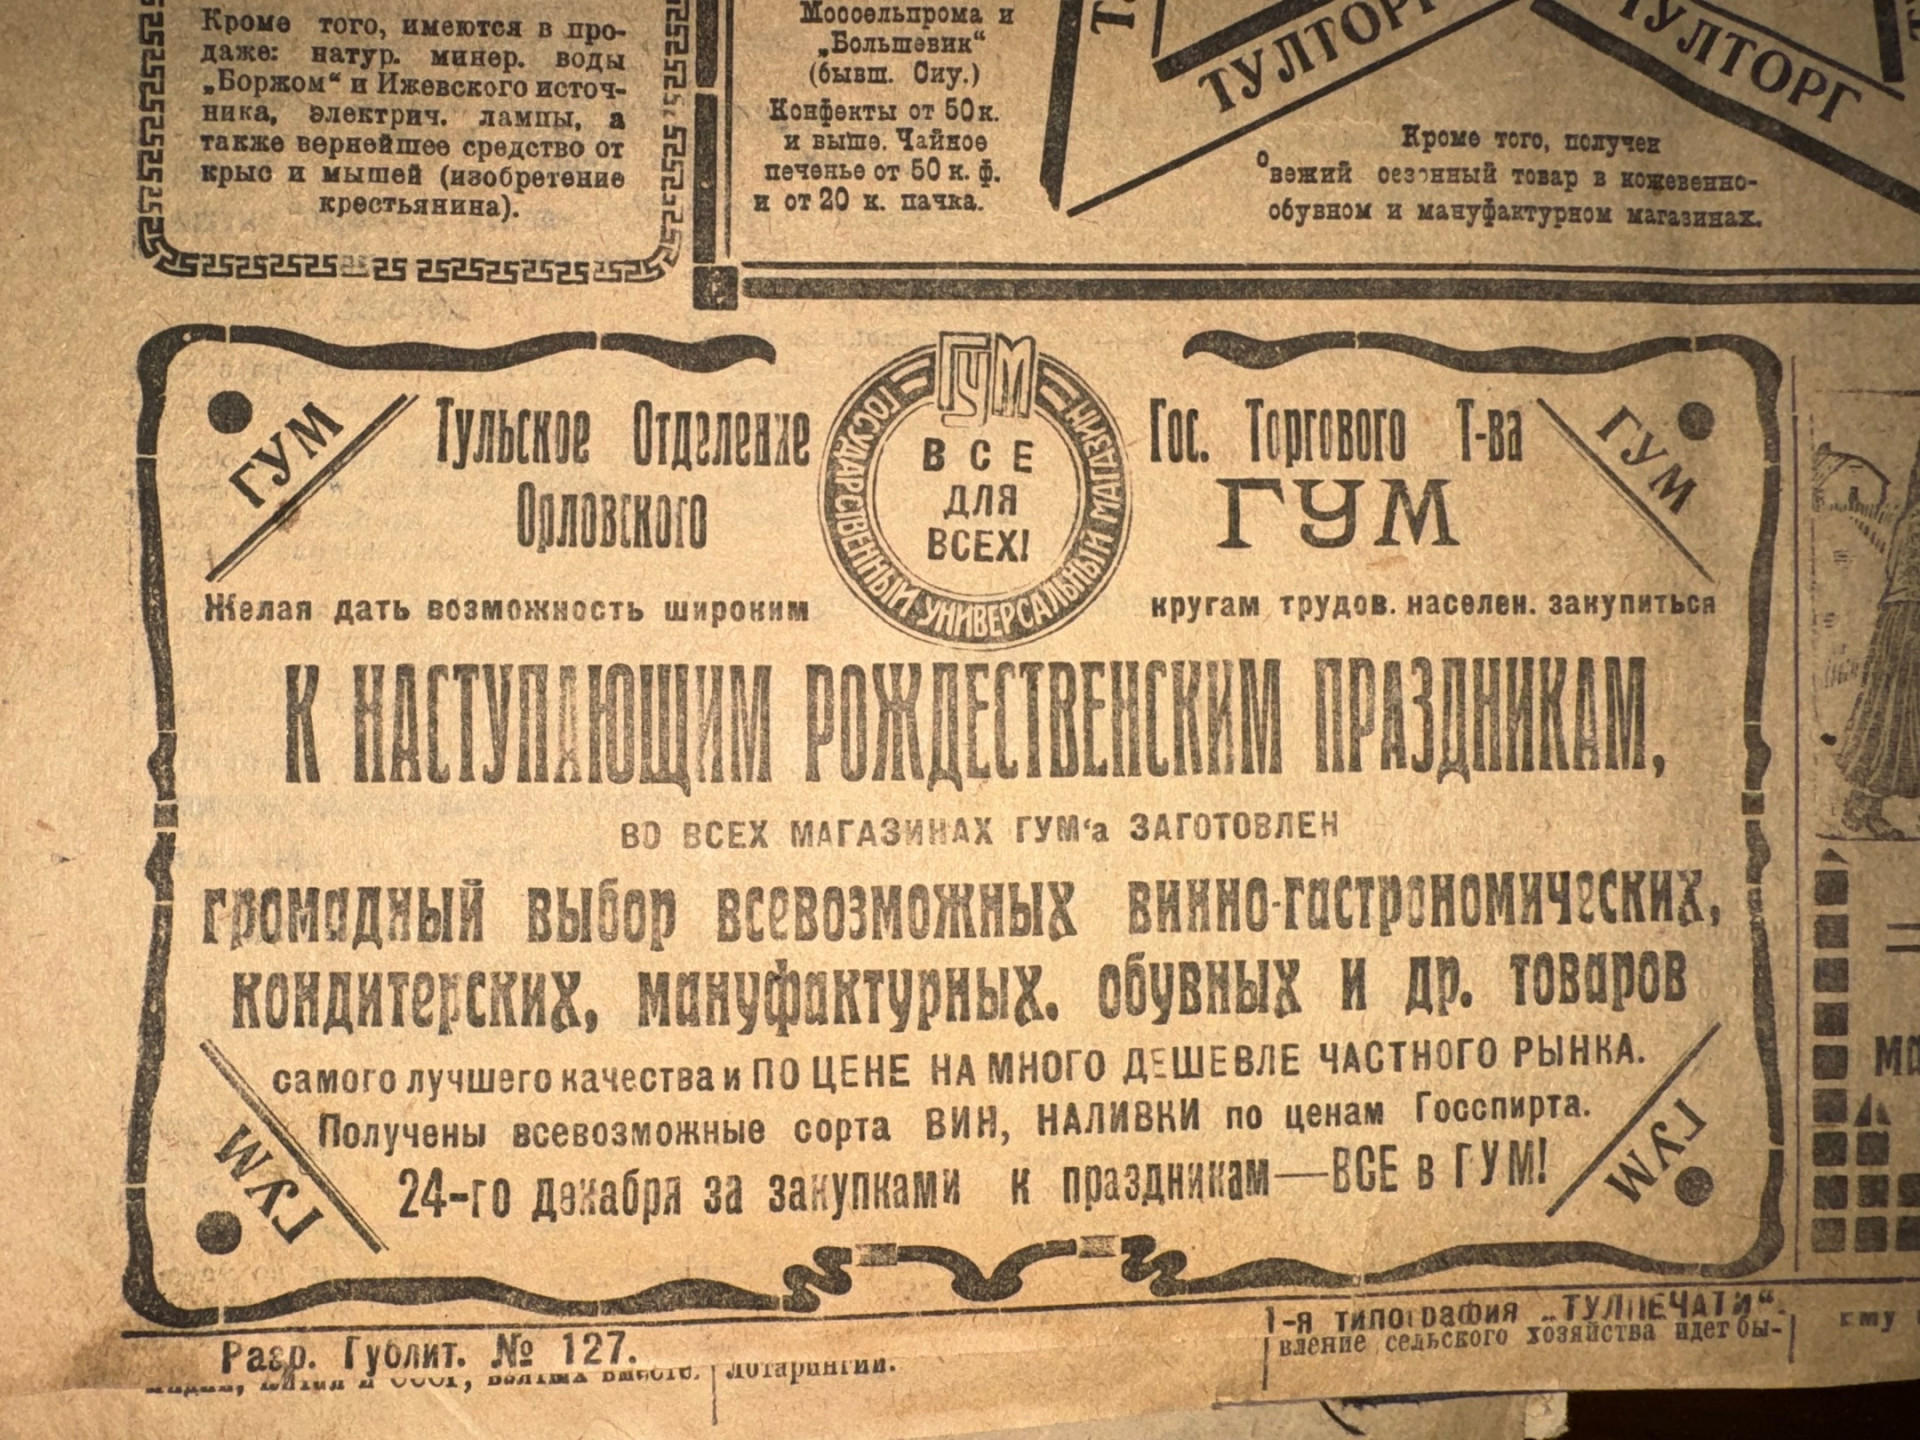 Кроме того, имеются в про-
даже: натур. минер. воды
„Боржом“ и Ижевского источ-
ника, электрич. лампы, а
также вернейшее средство от
крыс и мышей (изобретение
крестьянина).
Моссельпрома и
„Большевик“
(бывш. Сиу.)
Конфекты от 50 к.
и выше. Чайное
печенье от 50 к. ф.
и от 20 к. пачка.
ТУЛТОРГ
ТУЛТОРГ
Кроме того, получен
свежий сезонный товар в кожевенно-
обувном и мануфактурном магазинах.
ГУМ
Тульское Отделение
Орловского
ГУМ
ГОСУДАРСТВЕННЫЙ УНИВЕРСАЛЬНЫЙ МАГАЗИН
ВСЕ
ДЛЯ
ВСЕХ!
Гос. Торгового Т-ва
ГУМ
ГУМ
Желая дать возможность широким кругам трудов. населен. закупиться
К НАСТУПАЮЩИМ РОЖДЕСТВЕНСКИМ ПРАЗДНИКАМ,
ВО ВСЕХ МАГАЗИНАХ ГУМ‘а ЗАГОТОВЛЕН
громадный выбор всевозможных винно-гастрономических,
кондитерских, мануфактурных. обувных и др. товаров
самого лучшего качества и ПО ЦЕНЕ НА МНОГО ДЕШЕВЛЕ ЧАСТНОГО РЫНКА.
Получены всевозможные сорта ВИН, НАЛИВКИ по ценам Госспирта.
24-го декабря за закупками к праздникам—ВСЕ в ГУМ!
ГУМ
ГУМ
Разр. Гублит. № 127.
1-я типография „ТУЛПЕЧАТИ“.
СССР, взятых вместе.
Лотарингии.
вление сельского хозяйства идет бы-
ему